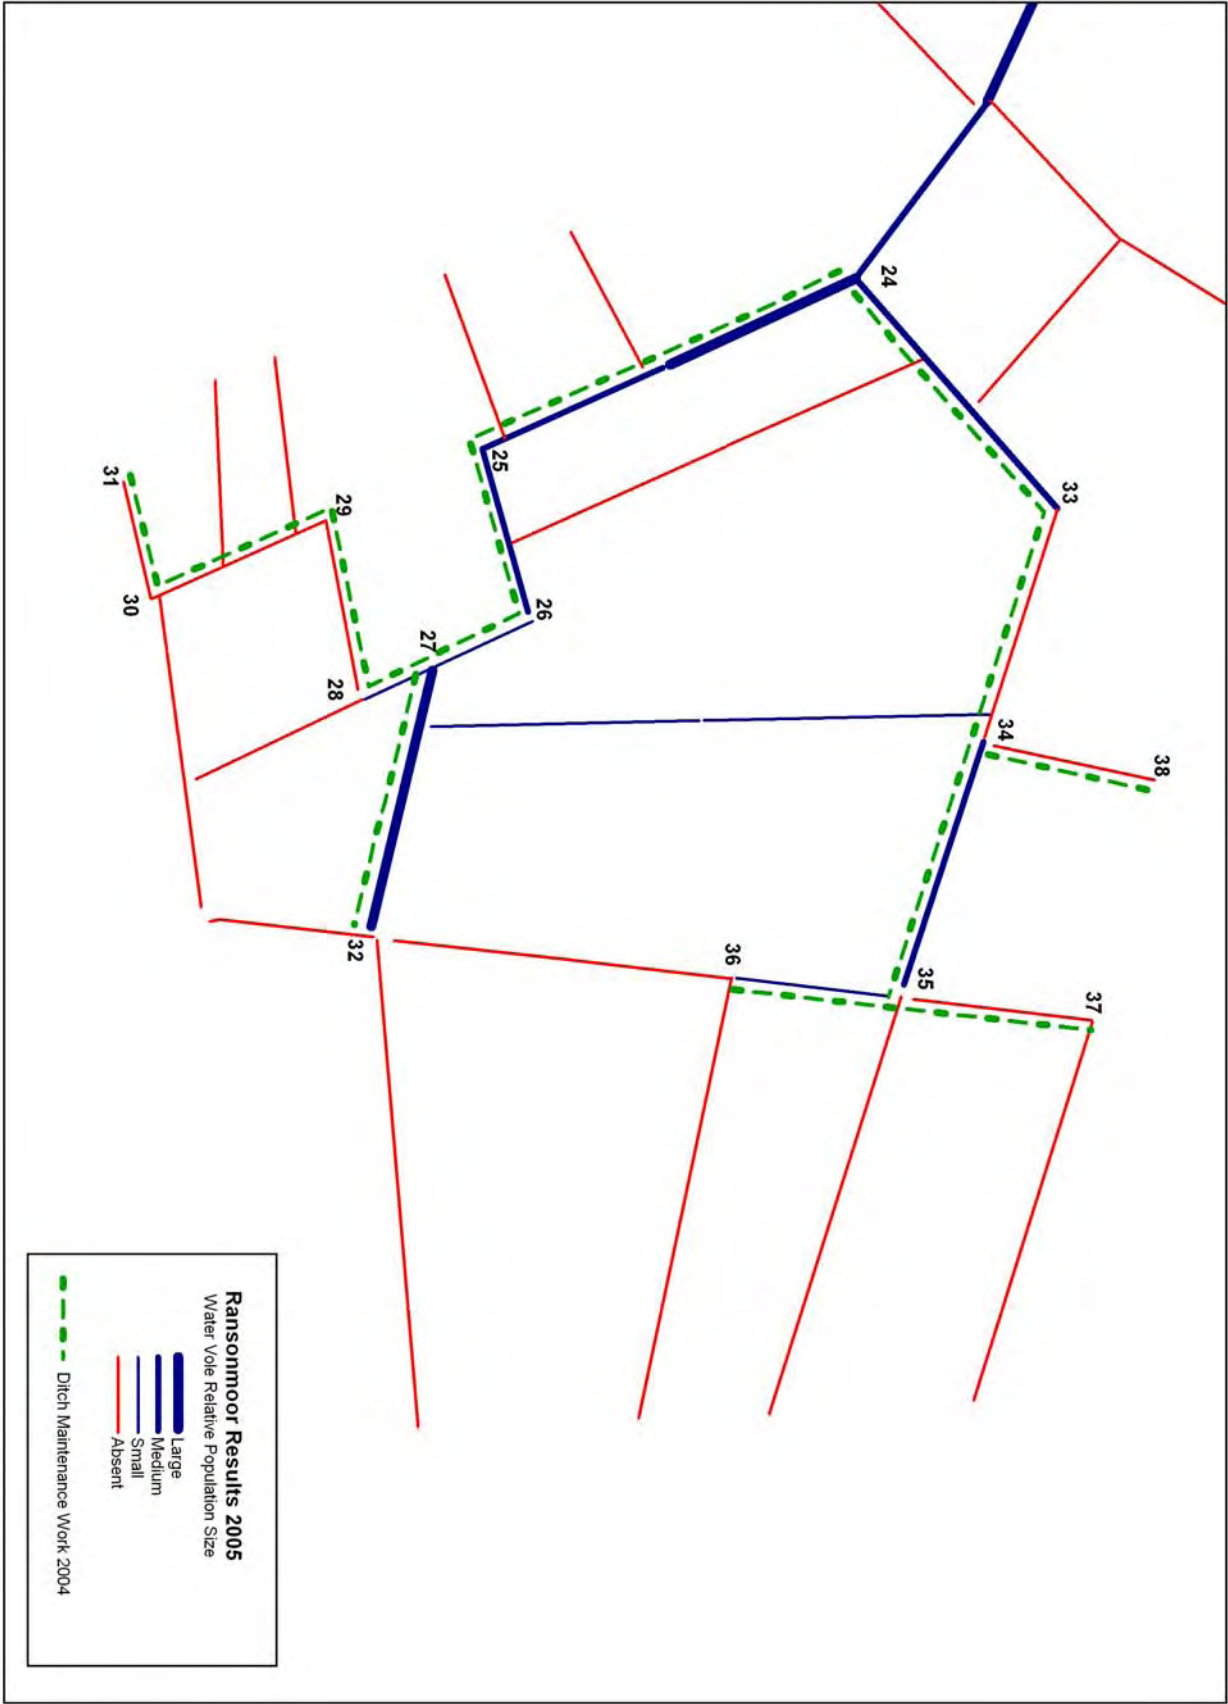 38
37
33
34
35
24
36
26
25
27
32
29
28
31
30
Ransonmoor Results 2005
Water Vole Relative Population Size
Large
Medium
Small
Absent
Ditch Maintenance Work 2004